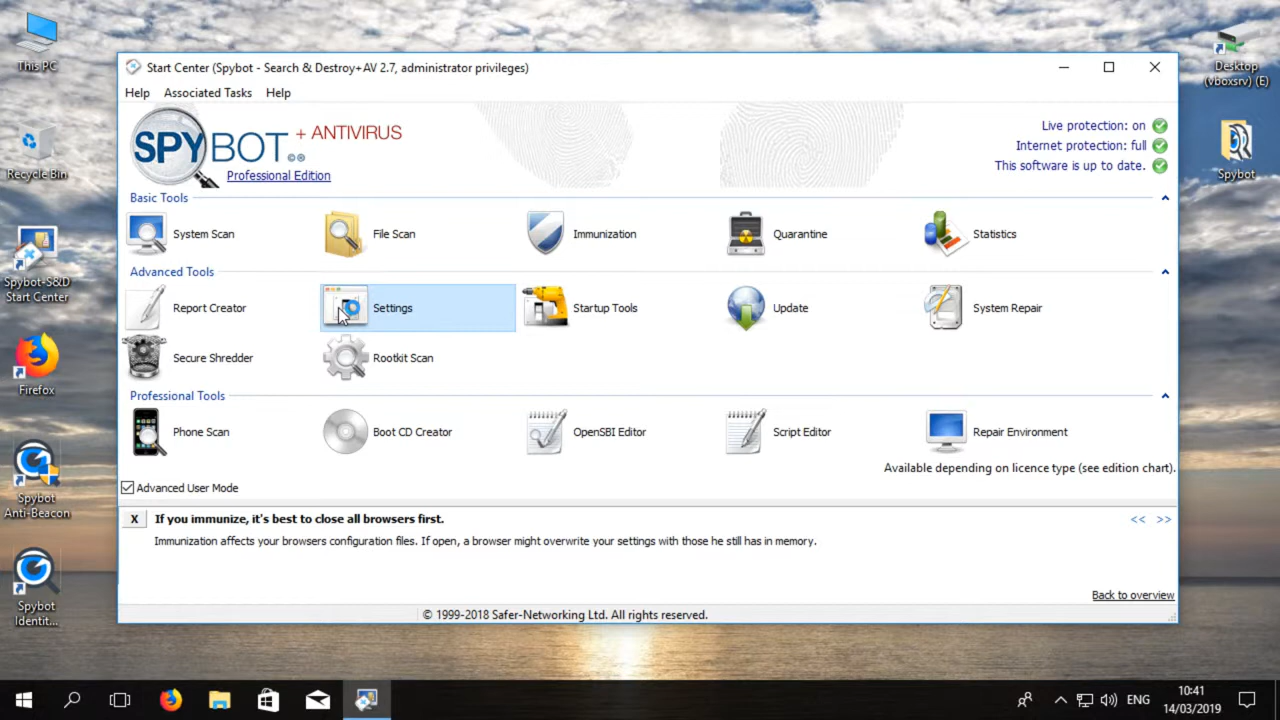 This PC
Recycle Bin
Spybot-S&D
Start Center
Firefox
Spybot
Anti-Beacon
Spybot
Identit...
Start Center (Spybot - Search & Destroy+AV 2.7, administrator privileges)
Help Associated Tasks Help
SPYBOT + ANTIVIRUS
Professional Edition
Live protection: on
Internet protection: full
This software is up to date.
Basic Tools
System Scan File Scan Immunization Quarantine Statistics
Advanced Tools
Report Creator Settings Startup Tools Update System Repair
Secure Shredder Rootkit Scan
Professional Tools
Phone Scan Boot CD Creator OpenSBI Editor Script Editor Repair Environment
Available depending on licence type (see edition chart).
Advanced User Mode
X If you immunize, it's best to close all browsers first. << >>
Immunization affects your browsers configuration files. If open, a browser might overwrite your settings with those he still has in memory.
Back to overview
© 1999-2018 Safer-Networking Ltd. All rights reserved.
Desktop
(vboxsrv) (E)
Spybot
ENG
10:41
14/03/2019